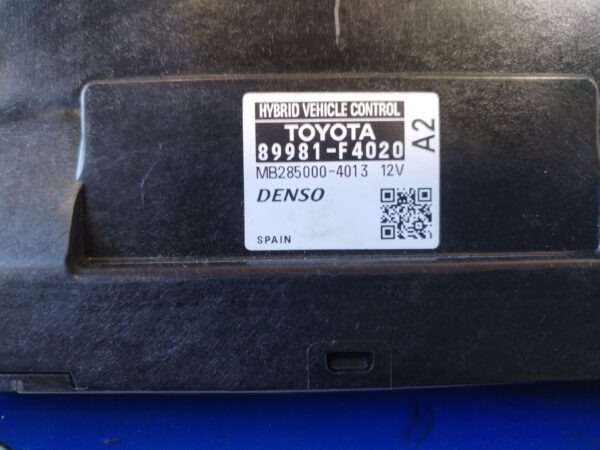 HYBRID VEHICLE CONTROL
TOYOTA
89981-F4020
A2
MB285000-4013 12V
DENSO
SPAIN